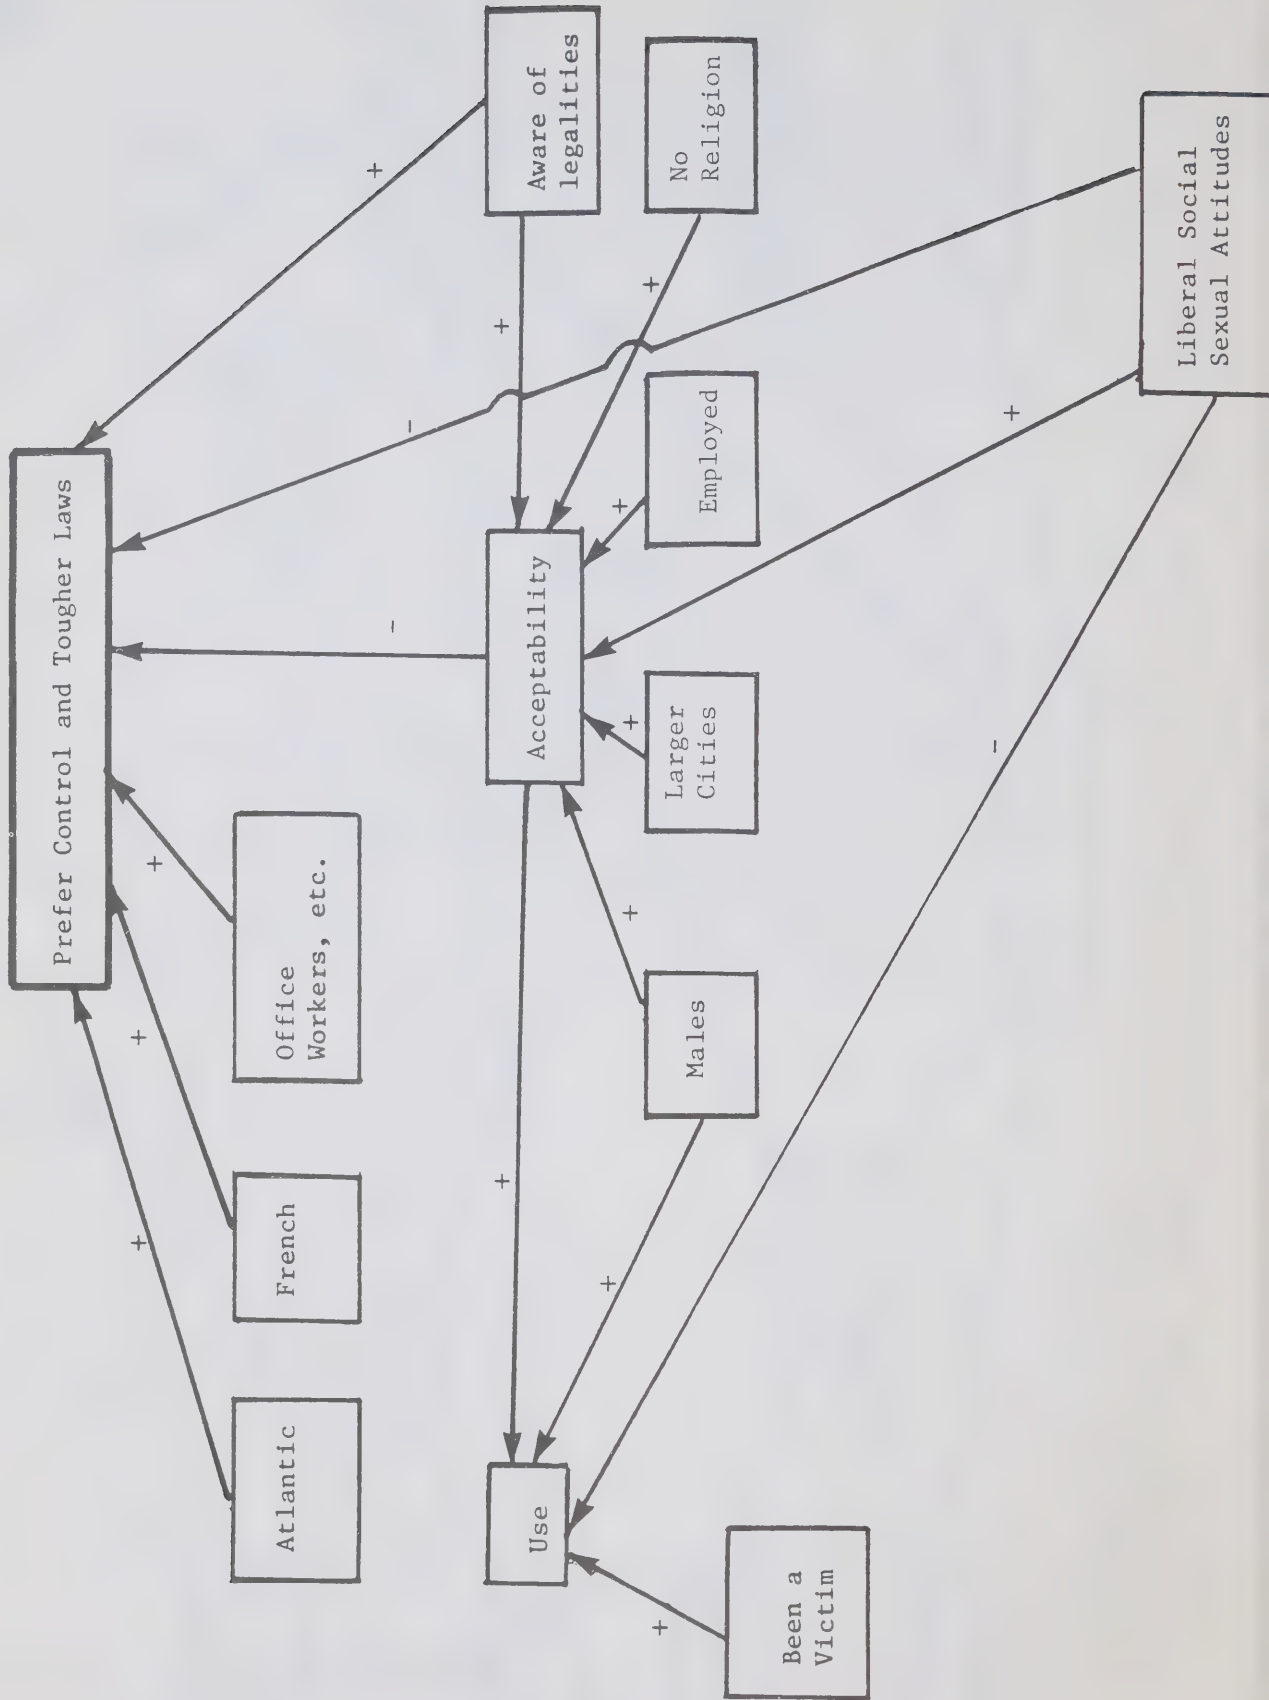 Prefer Control and Tougher Laws
+
+
+
+
-
-
Atlantic
French
Office
Workers, etc.
Aware of
legalities
+
+
Use
Acceptability
No
Religion
+
+
+
+
+
Males
Larger
Cities
Employed
+
-
+
Been a
Victim
Liberal Social
Sexual Attitudes